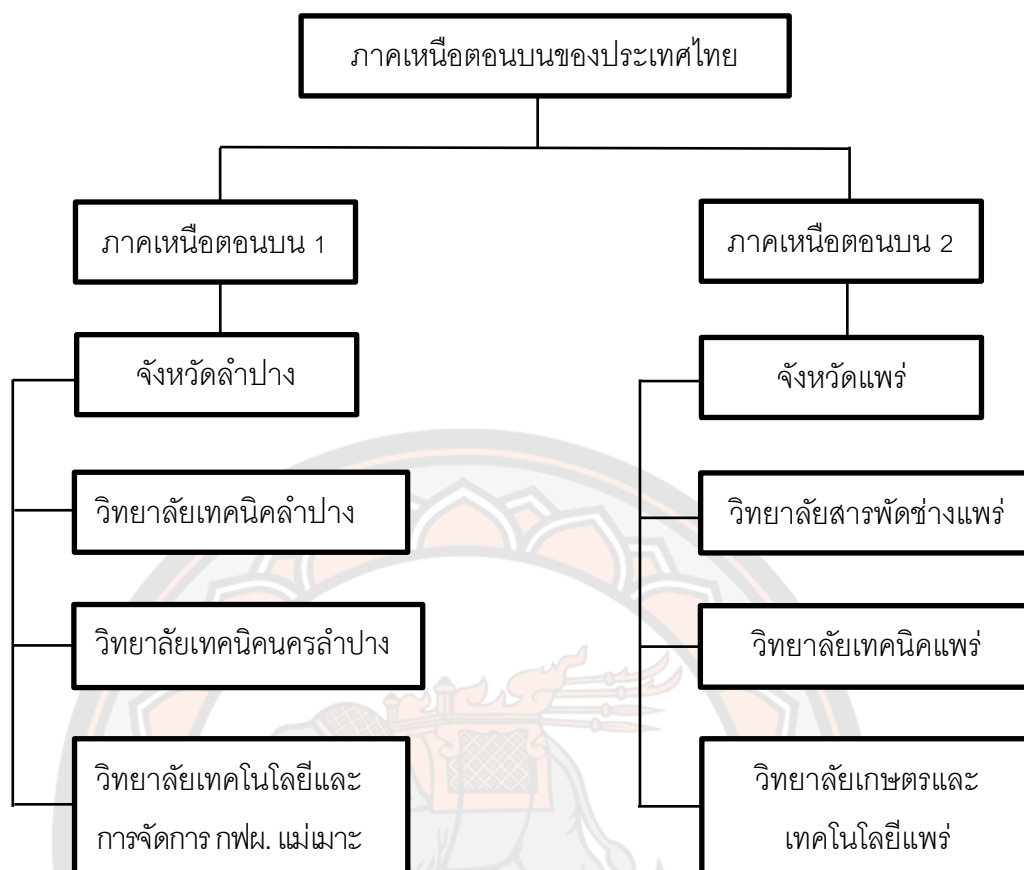 ภาคเหนือตอนบนของประเทศไทย
ภาคเหนือตอนบน 1
ภาคเหนือตอนบน 2
จังหวัดลำปาง
จังหวัดแพร่
วิทยาลัยเทคนิคลำปาง
วิทยาลัยสารพัดช่างแพร่
วิทยาลัยเทคนิคนครลำปาง
วิทยาลัยเทคนิคแพร่
วิทยาลัยเทคโนโลยีและ
การจัดการ กฟผ. แม่เมาะ
วิทยาลัยเกษตรและ
เทคโนโลยีแพร่